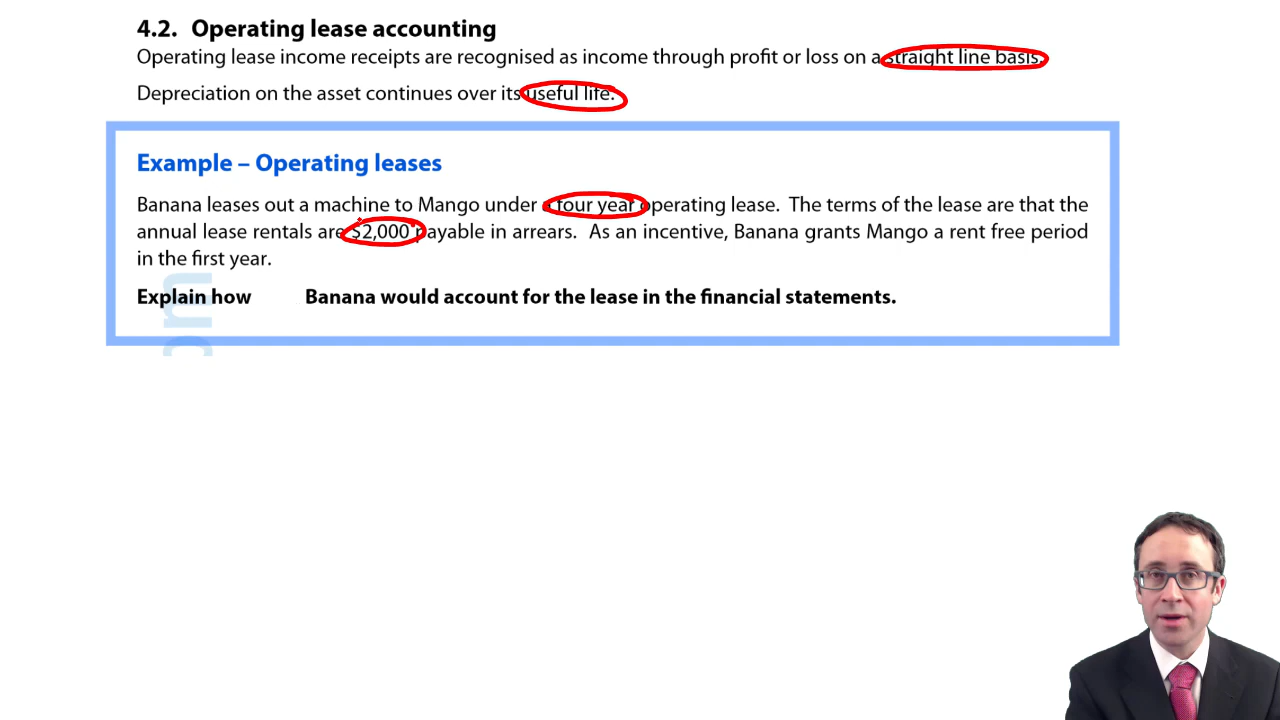 4.2. Operating lease accounting
Operating lease income receipts are recognised as income through profit or loss on a straight line basis.
Depreciation on the asset continues over its useful life.
Example – Operating leases
Banana leases out a machine to Mango under a four year operating lease. The terms of the lease are that the
annual lease rentals are $2,000 payable in arrears. As an incentive, Banana grants Mango a rent free period
in the first year.
Explain how Banana would account for the lease in the financial statements.